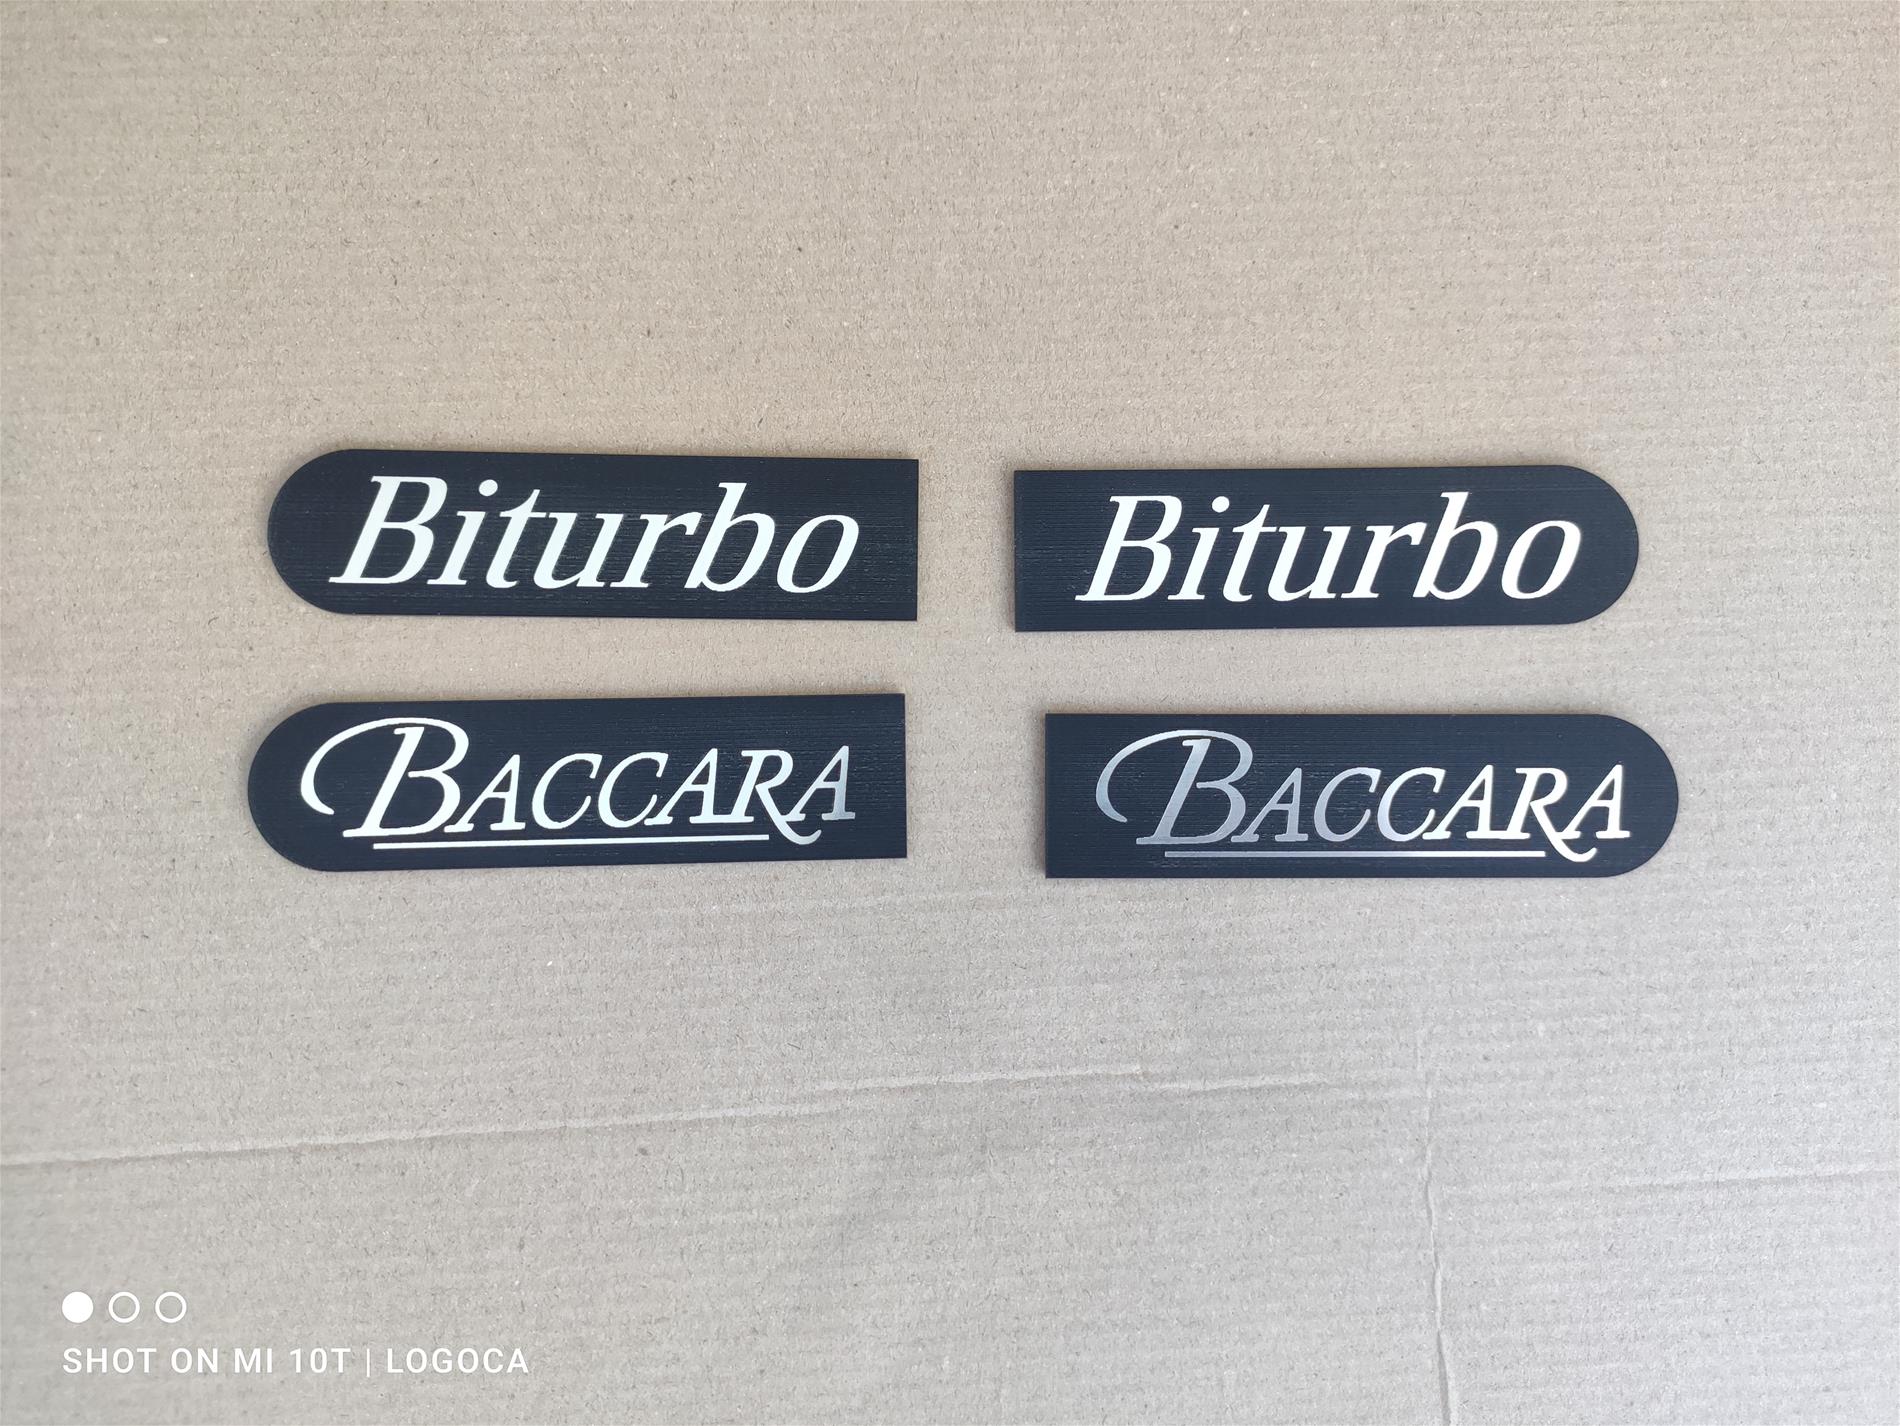 Biturbo
Biturbo
BACCARA
BACCARA
SHOT ON MI 10T | LOGOCA